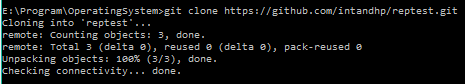 E:\Program\OperatingSystem>git clone https://github.com/intandhp/reptest.git
Cloning into 'reptest'...
remote: Counting objects: 3, done.
remote: Total 3 (delta 0), reused 0 (delta 0), pack-reused 0
Unpacking objects: 100% (3/3), done.
Checking connectivity... done.